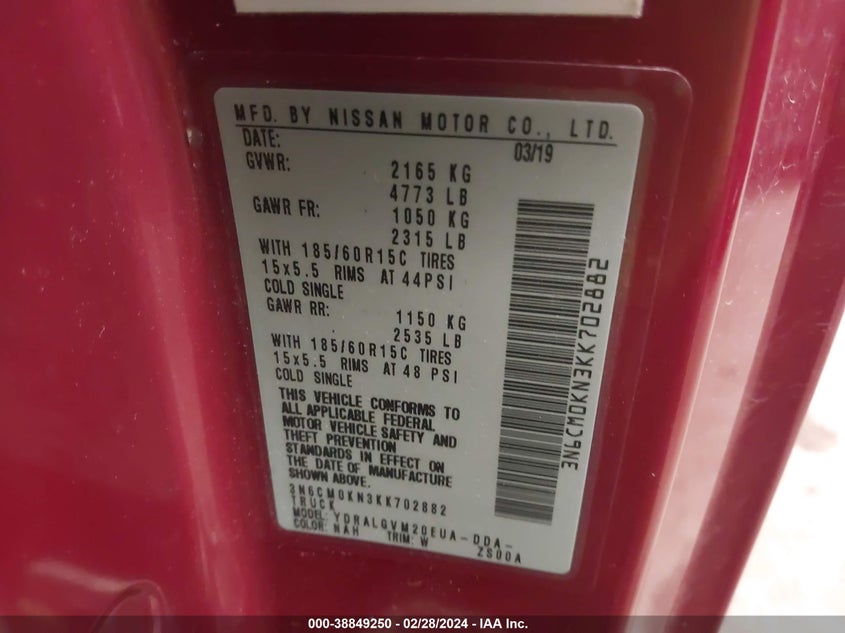 MFD. BY NISSAN MOTOR CO., LTD.
DATE: 03/19
GVWR: 2165 KG
4773 LB
GAWR FR: 1050 KG
2315 LB
WITH 185/60R15C TIRES
15x5.5 RIMS AT 44PSI
COLD SINGLE
GAWR RR: 1150 KG
2535 LB
WITH 185/60R15C TIRES
15x5.5 RIMS AT 48 PSI
COLD SINGLE
THIS VEHICLE CONFORMS TO
ALL APPLICABLE FEDERAL
MOTOR VEHICLE SAFETY AND
THEFT PREVENTION
STANDARDS IN EFFECT ON
THE DATE OF MANUFACTURE
SHOWN ABOVE.
3N6CM0KN3KK702882
TRUCK
MODEL: YDRALGVM20EUA-DDA-
COLOR: NAH TRIM: W ZS00A
3N6CM0KN3KK702882
000-38849250 - 02/28/2024 - IAA Inc.